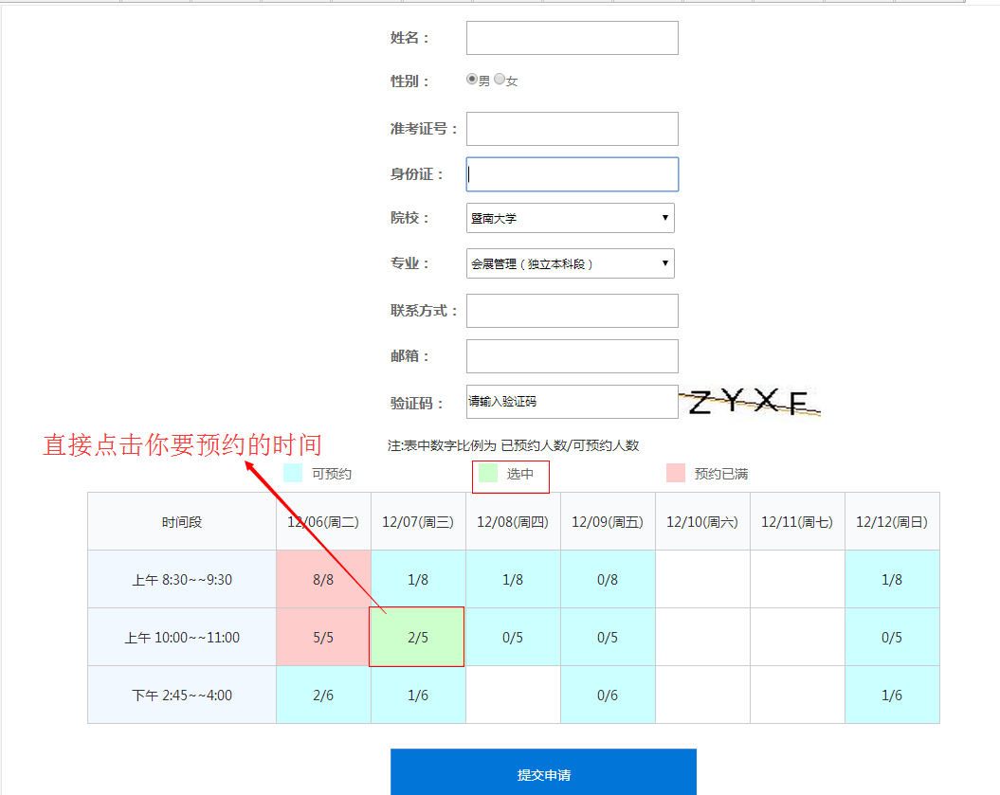 姓名：
性别： 男 女
准考证号：
身份证：
院校： 暨南大学
专业： 会展管理（独立本科段）
联系方式：
邮箱：
验证码： 请输入验证码 ZYXF
直接点击你要预约的时间
注:表中数字比例为 已预约人数/可预约人数
可预约 选中 预约已满
时间段 12/06(周二) 12/07(周三) 12/08(周四) 12/09(周五) 12/10(周六) 12/11(周七) 12/12(周日)
上午 8:30~~9:30 8/8 1/8 1/8 0/8 1/8
上午 10:00~~11:00 5/5 2/5 0/5 0/5 0/5
下午 2:45~~4:00 2/6 1/6 0/6 1/6
提交申请